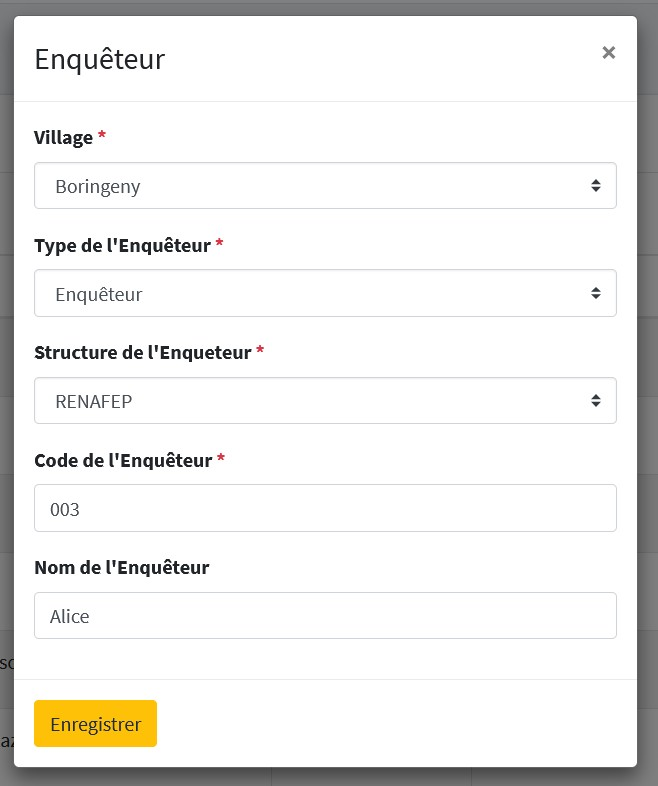 Enquêteur
×
Village *
Boringeny
Type de l'Enquêteur *
Enquêteur
Structure de l'Enqueteur *
RENAFEP
Code de l'Enquêteur *
003
Nom de l'Enquêteur
Alice
Enregistrer